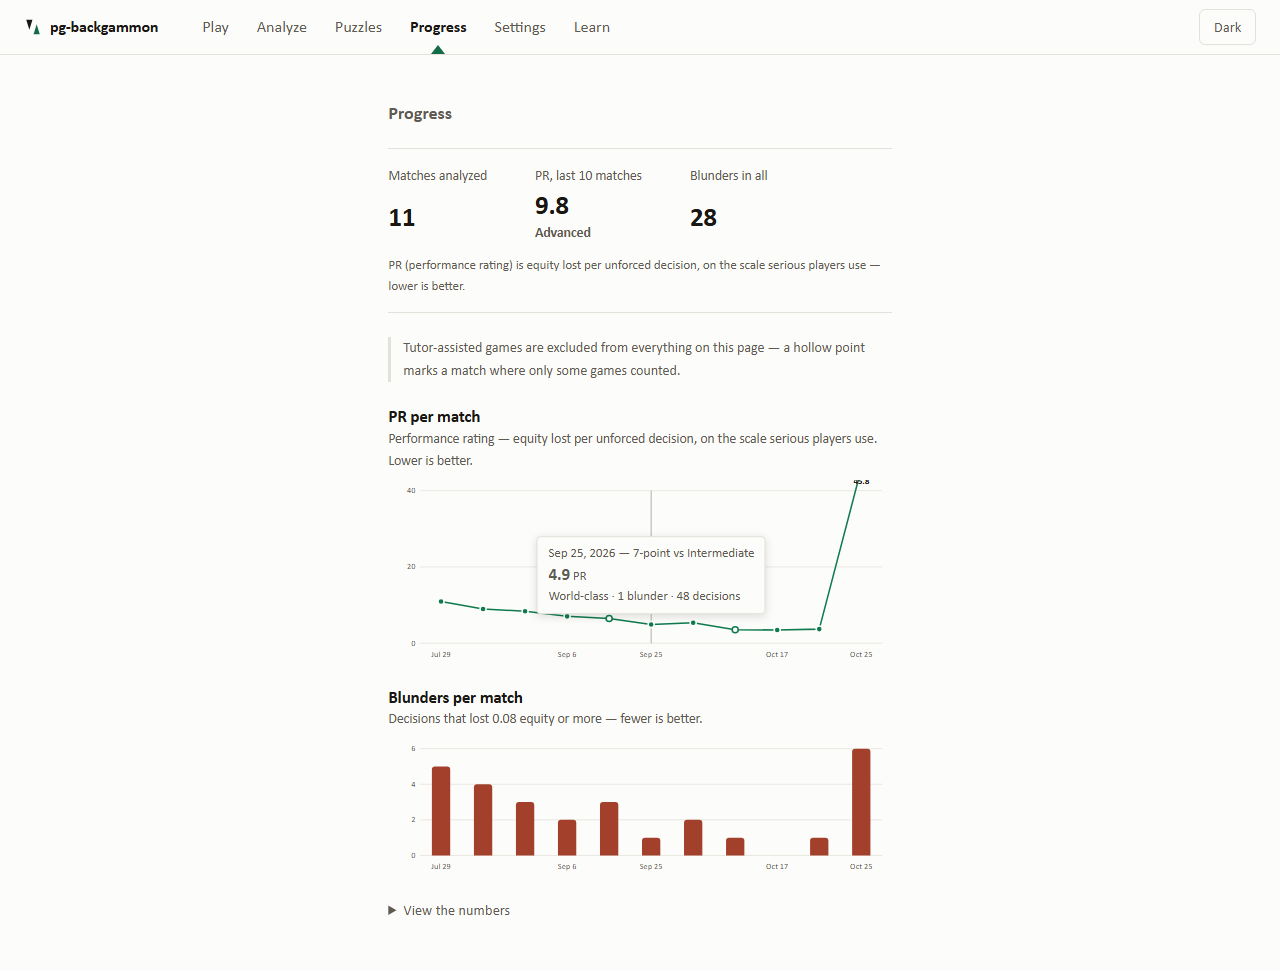 pg-backgammon Play Analyze Puzzles Progress Settings Learn Dark
Progress
Matches analyzed PR, last 10 matches Blunders in all
11 9.8 28
Advanced
PR (performance rating) is equity lost per unforced decision, on the scale serious players use —
lower is better.
Tutor-assisted games are excluded from everything on this page — a hollow point
marks a match where only some games counted.
PR per match
Performance rating — equity lost per unforced decision, on the scale serious players use.
Lower is better.
40
20
0
Sep 25, 2026 — 7-point vs Intermediate
4.9 PR
World-class · 1 blunder · 48 decisions
Jul 29 Sep 6 Sep 25 Oct 17 Oct 25
Blunders per match
Decisions that lost 0.08 equity or more — fewer is better.
6
4
2
0
Jul 29 Sep 6 Sep 25 Oct 17 Oct 25
View the numbers